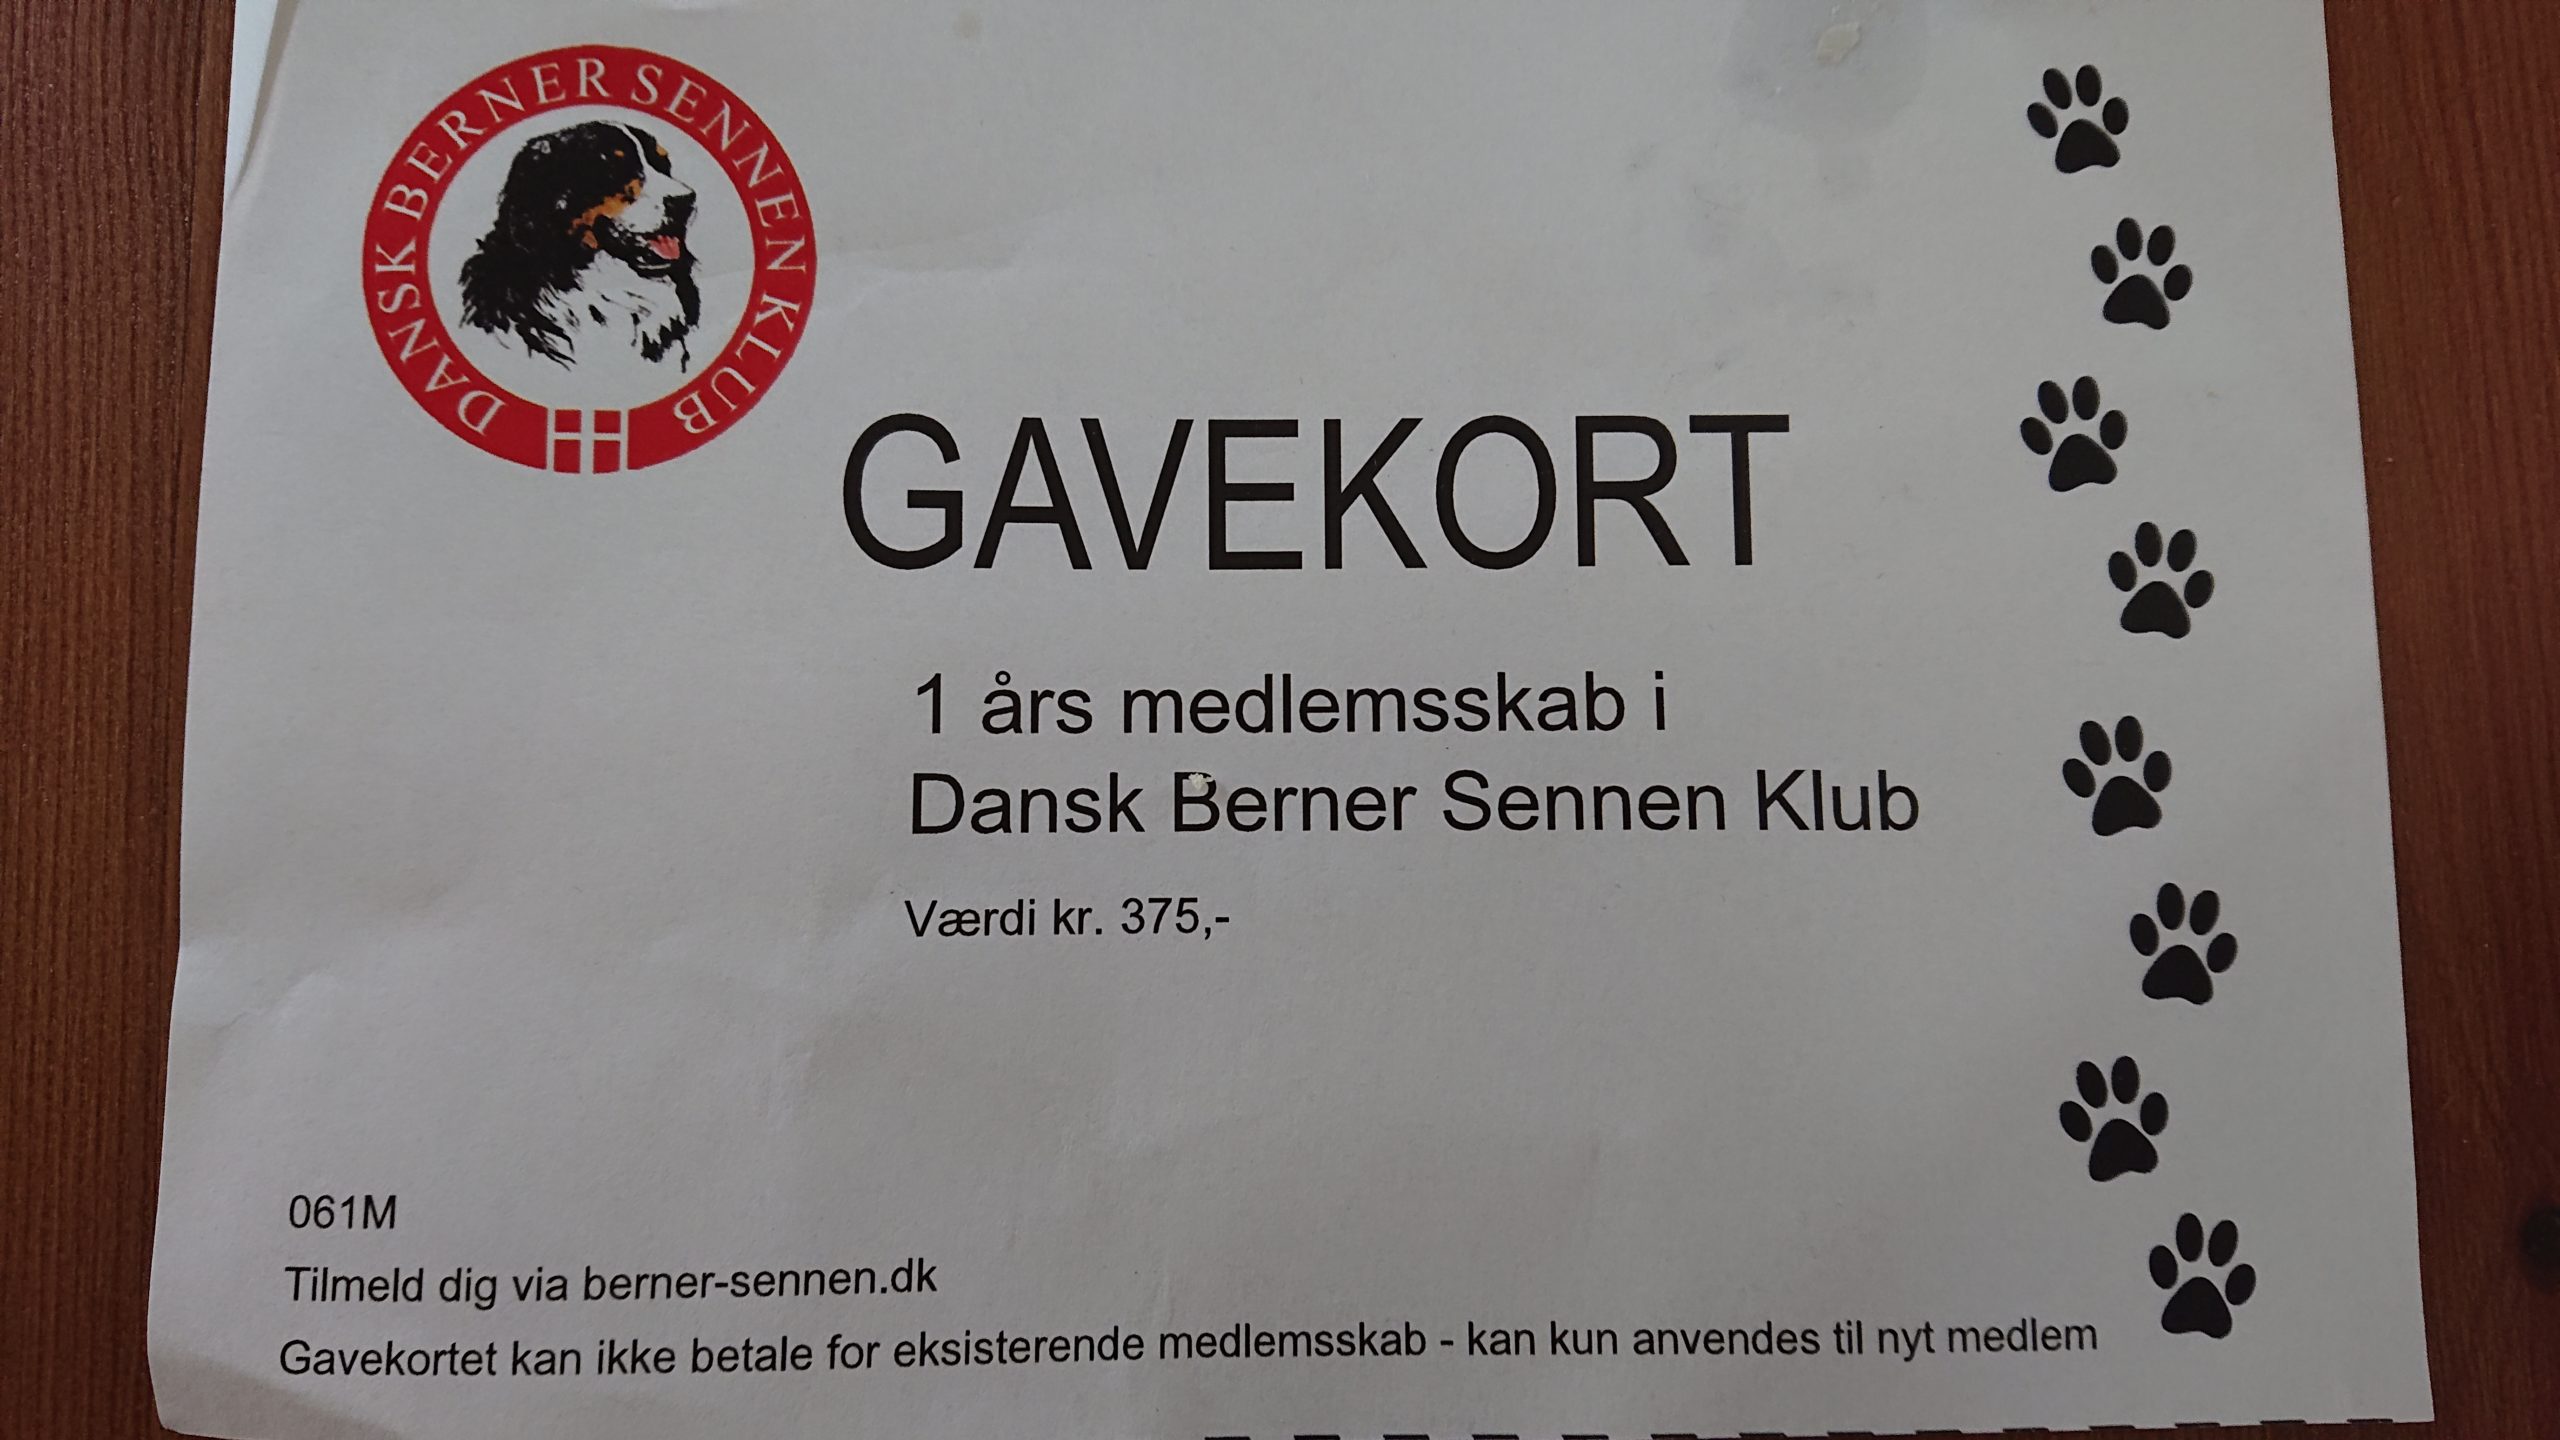 DANSK BERNER SENNEN KLUB
GAVEKORT
1 års medlemsskab i
Dansk Berner Sennen Klub
Værdi kr. 375,-
061M
Tilmeld dig via berner-sennen.dk
Gavekortet kan ikke betale for eksisterende medlemsskab - kan kun anvendes til nyt medlem